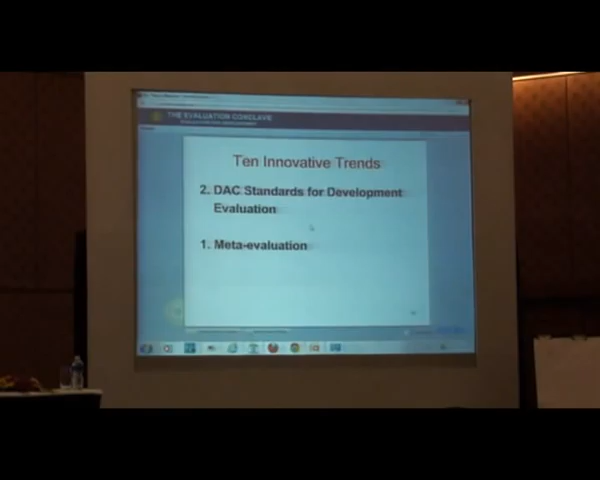 THE EVALUATION CONCLAVE
Ten Innovative Trends
2. DAC Standards for Development
Evaluation
1. Meta-evaluation